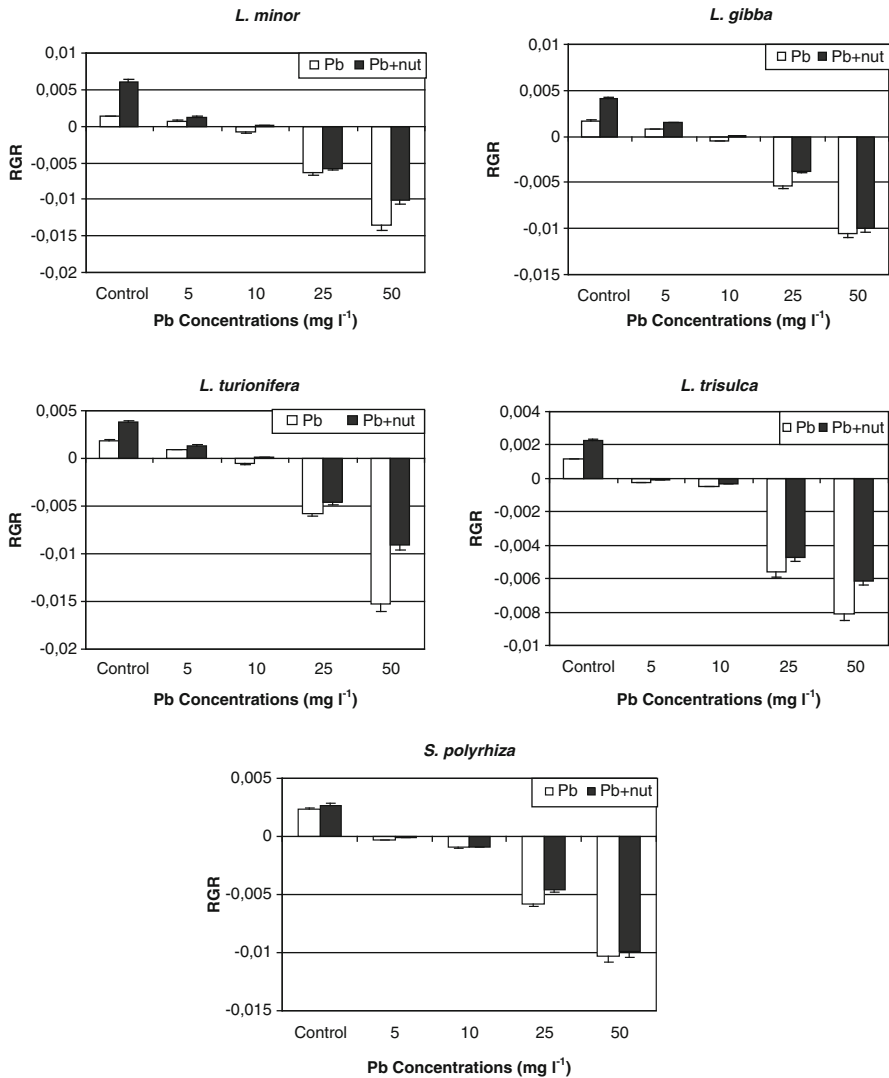 L. minor
0,01
0,005
0
-0,005
-0,01
-0,015
-0,02
RGR
Pb Pb+nut
Control 5 10 25 50
Pb Concentrations (mg l⁻¹)
L. gibba
0,01
0,005
0
-0,005
-0,01
-0,015
RGR
Pb Pb+nut
Control 5 10 25 50
Pb Concentrations (mg l⁻¹)
L. turionifera
0,005
0
-0,005
-0,01
-0,015
-0,02
RGR
Pb Pb+nut
Control 5 10 25 50
Pb Concentrations (mg l⁻¹)
L. trisulca
0,004
0,002
0
-0,002
-0,004
-0,006
-0,008
-0,01
RGR
Pb Pb+nut
Control 5 10 25 50
Pb Concentrations (mg l⁻¹)
S. polyrhiza
0,005
0
-0,005
-0,01
-0,015
RGR
Pb Pb+nut
Control 5 10 25 50
Pb Concentrations (mg l⁻¹)